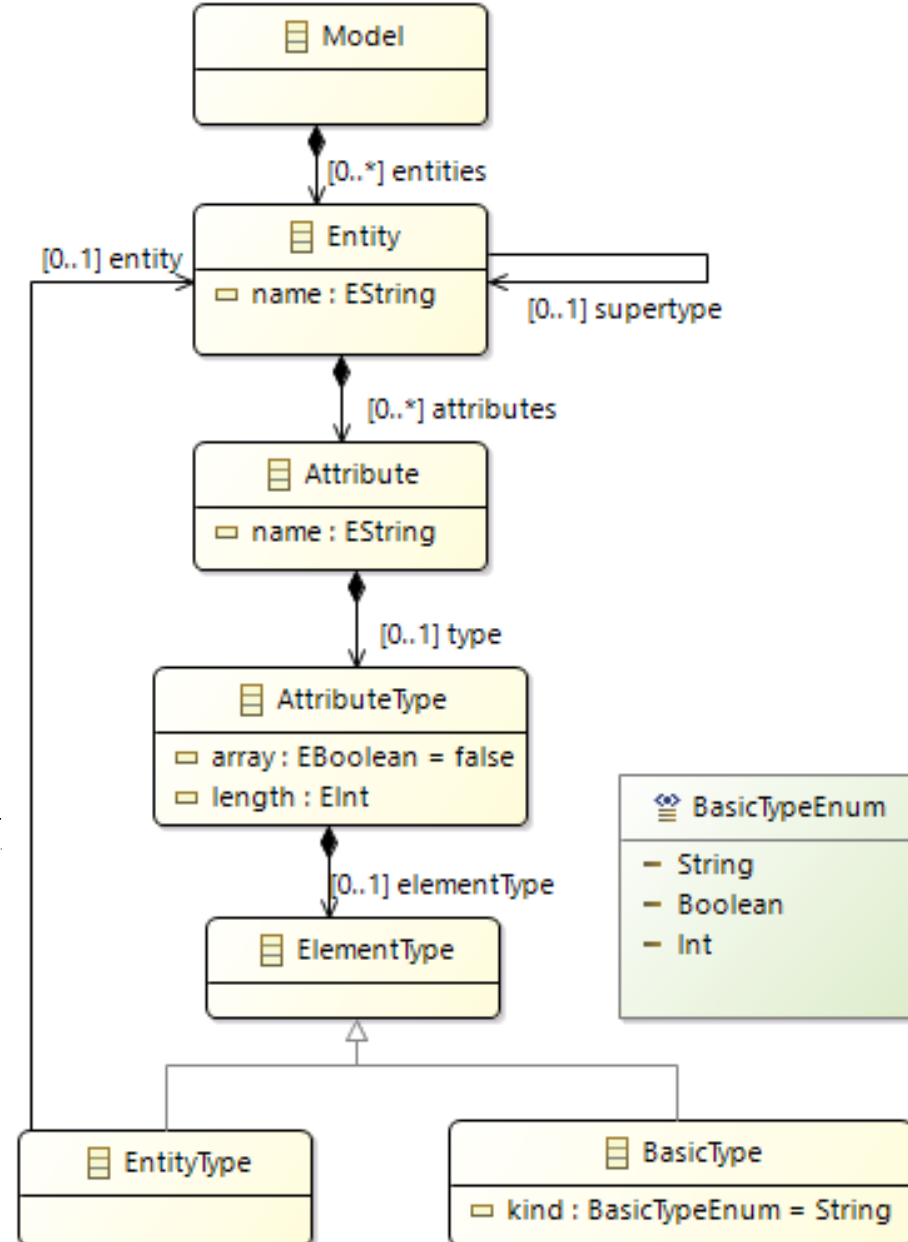 Model
[0..*] entities
Entity
[0..1] entity
name : EString
[0..1] supertype
[0..*] attributes
Attribute
name : EString
[0..1] type
AttributeType
array : EBoolean = false
length : EInt
BasicTypeEnum
String
Boolean
Int
[0..1] elementType
ElementType
EntityType
BasicType
kind : BasicTypeEnum = String